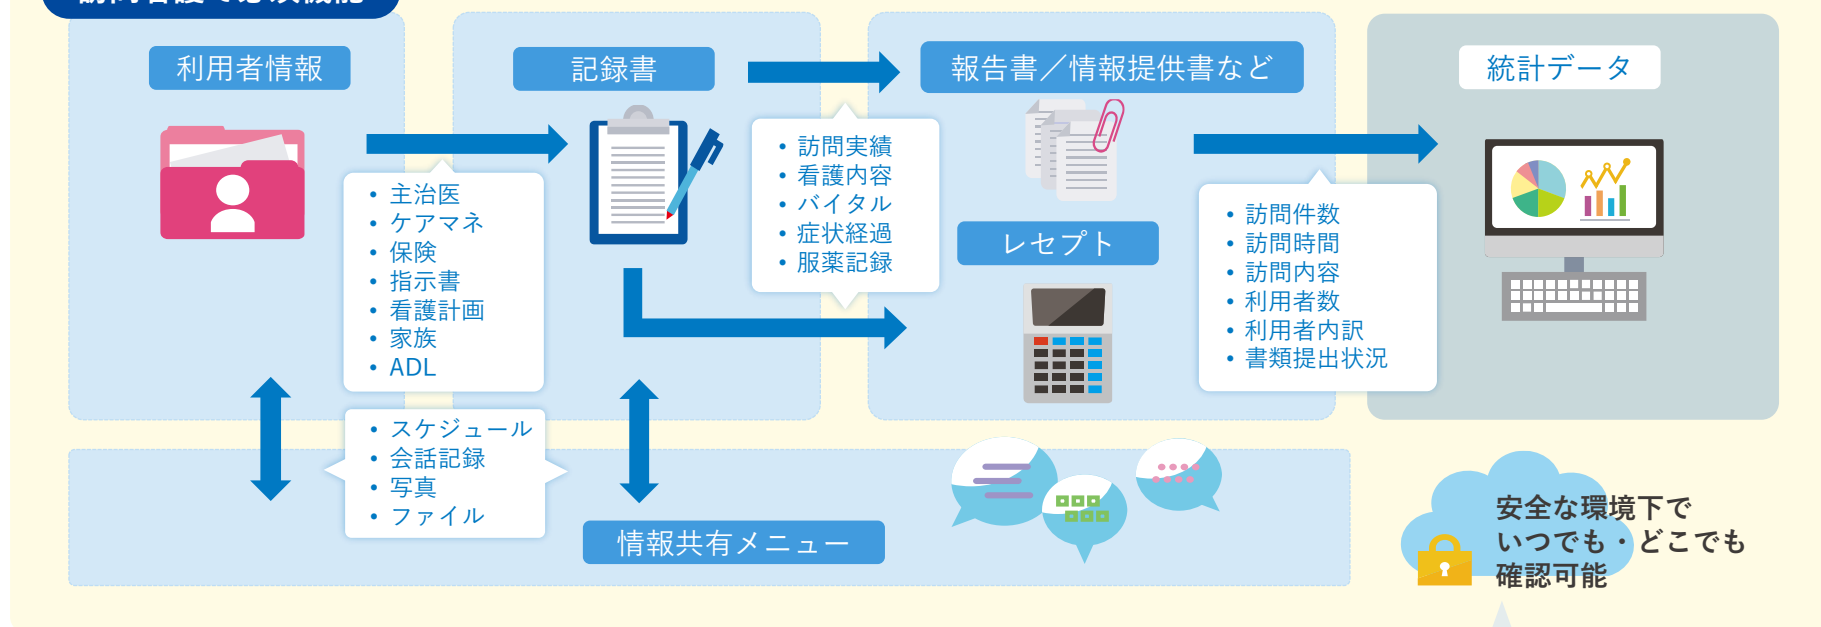 利用者情報
• 主治医
• ケアマネ
• 保険
• 指示書
• 看護計画
• 家族
• ADL
記録書
• 訪問実績
• 看護内容
• バイタル
• 症状経過
• 服薬記録
報告書／情報提供書など
レセプト
• 訪問件数
• 訪問時間
• 訪問内容
• 利用者数
• 利用者内訳
• 書類提出状況
統計データ
• スケジュール
• 会話記録
• 写真
• ファイル
情報共有メニュー
安全な環境下で
いつでも・どこでも
確認可能